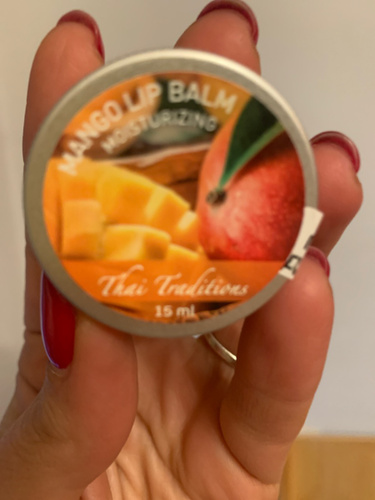 MANGO LIP BALM
MOISTURIZING
Thai Traditions
15 ml